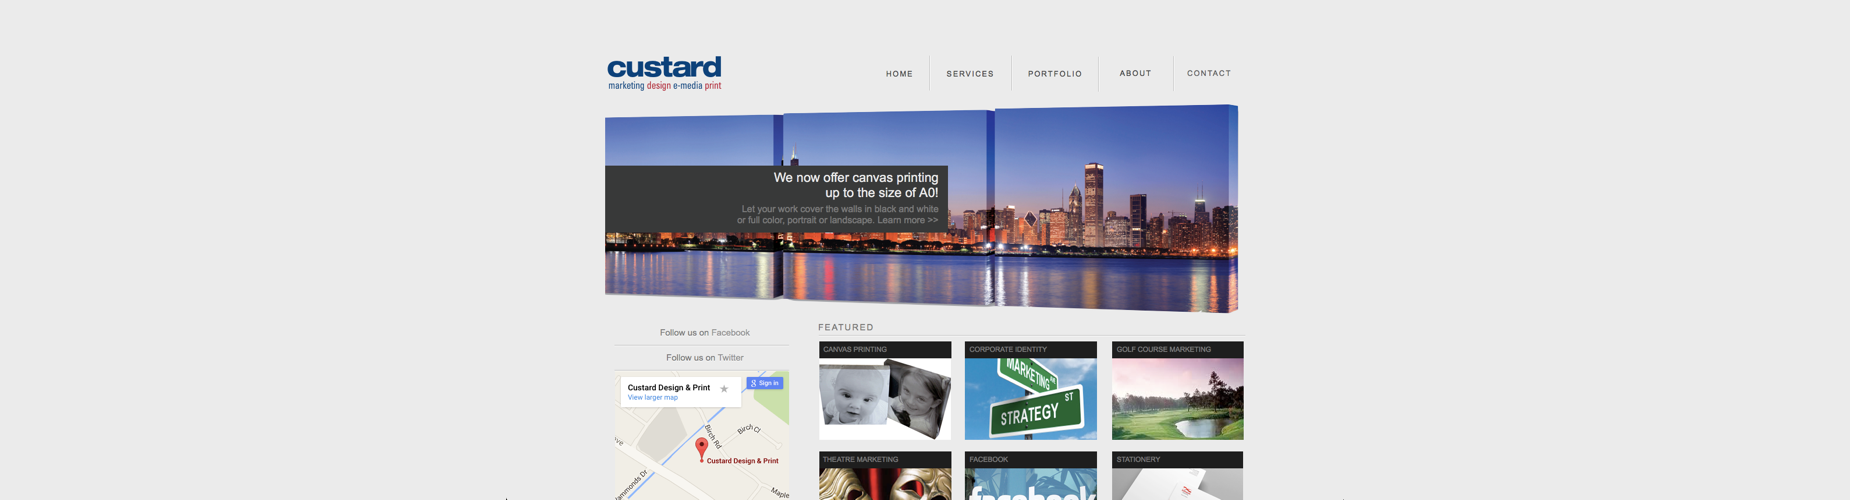 custard
marketing design e-media print
HOME
SERVICES
PORTFOLIO
ABOUT
CONTACT
We now offer canvas printing
up to the size of A0!
Let your work cover the walls in black and white
or full color, portrait or landscape. Learn more >>
Follow us on Facebook
Follow us on Twitter
Custard Design & Print
View larger map
Sign in
Birch Rd
Birch Cl
Custard Design & Print
Maple
FEATURED
CANVAS PRINTING
CORPORATE IDENTITY
MARKETING
STRATEGY ST
GOLF COURSE MARKETING
THEATRE MARKETING
FACEBOOK
facebook
STATIONERY